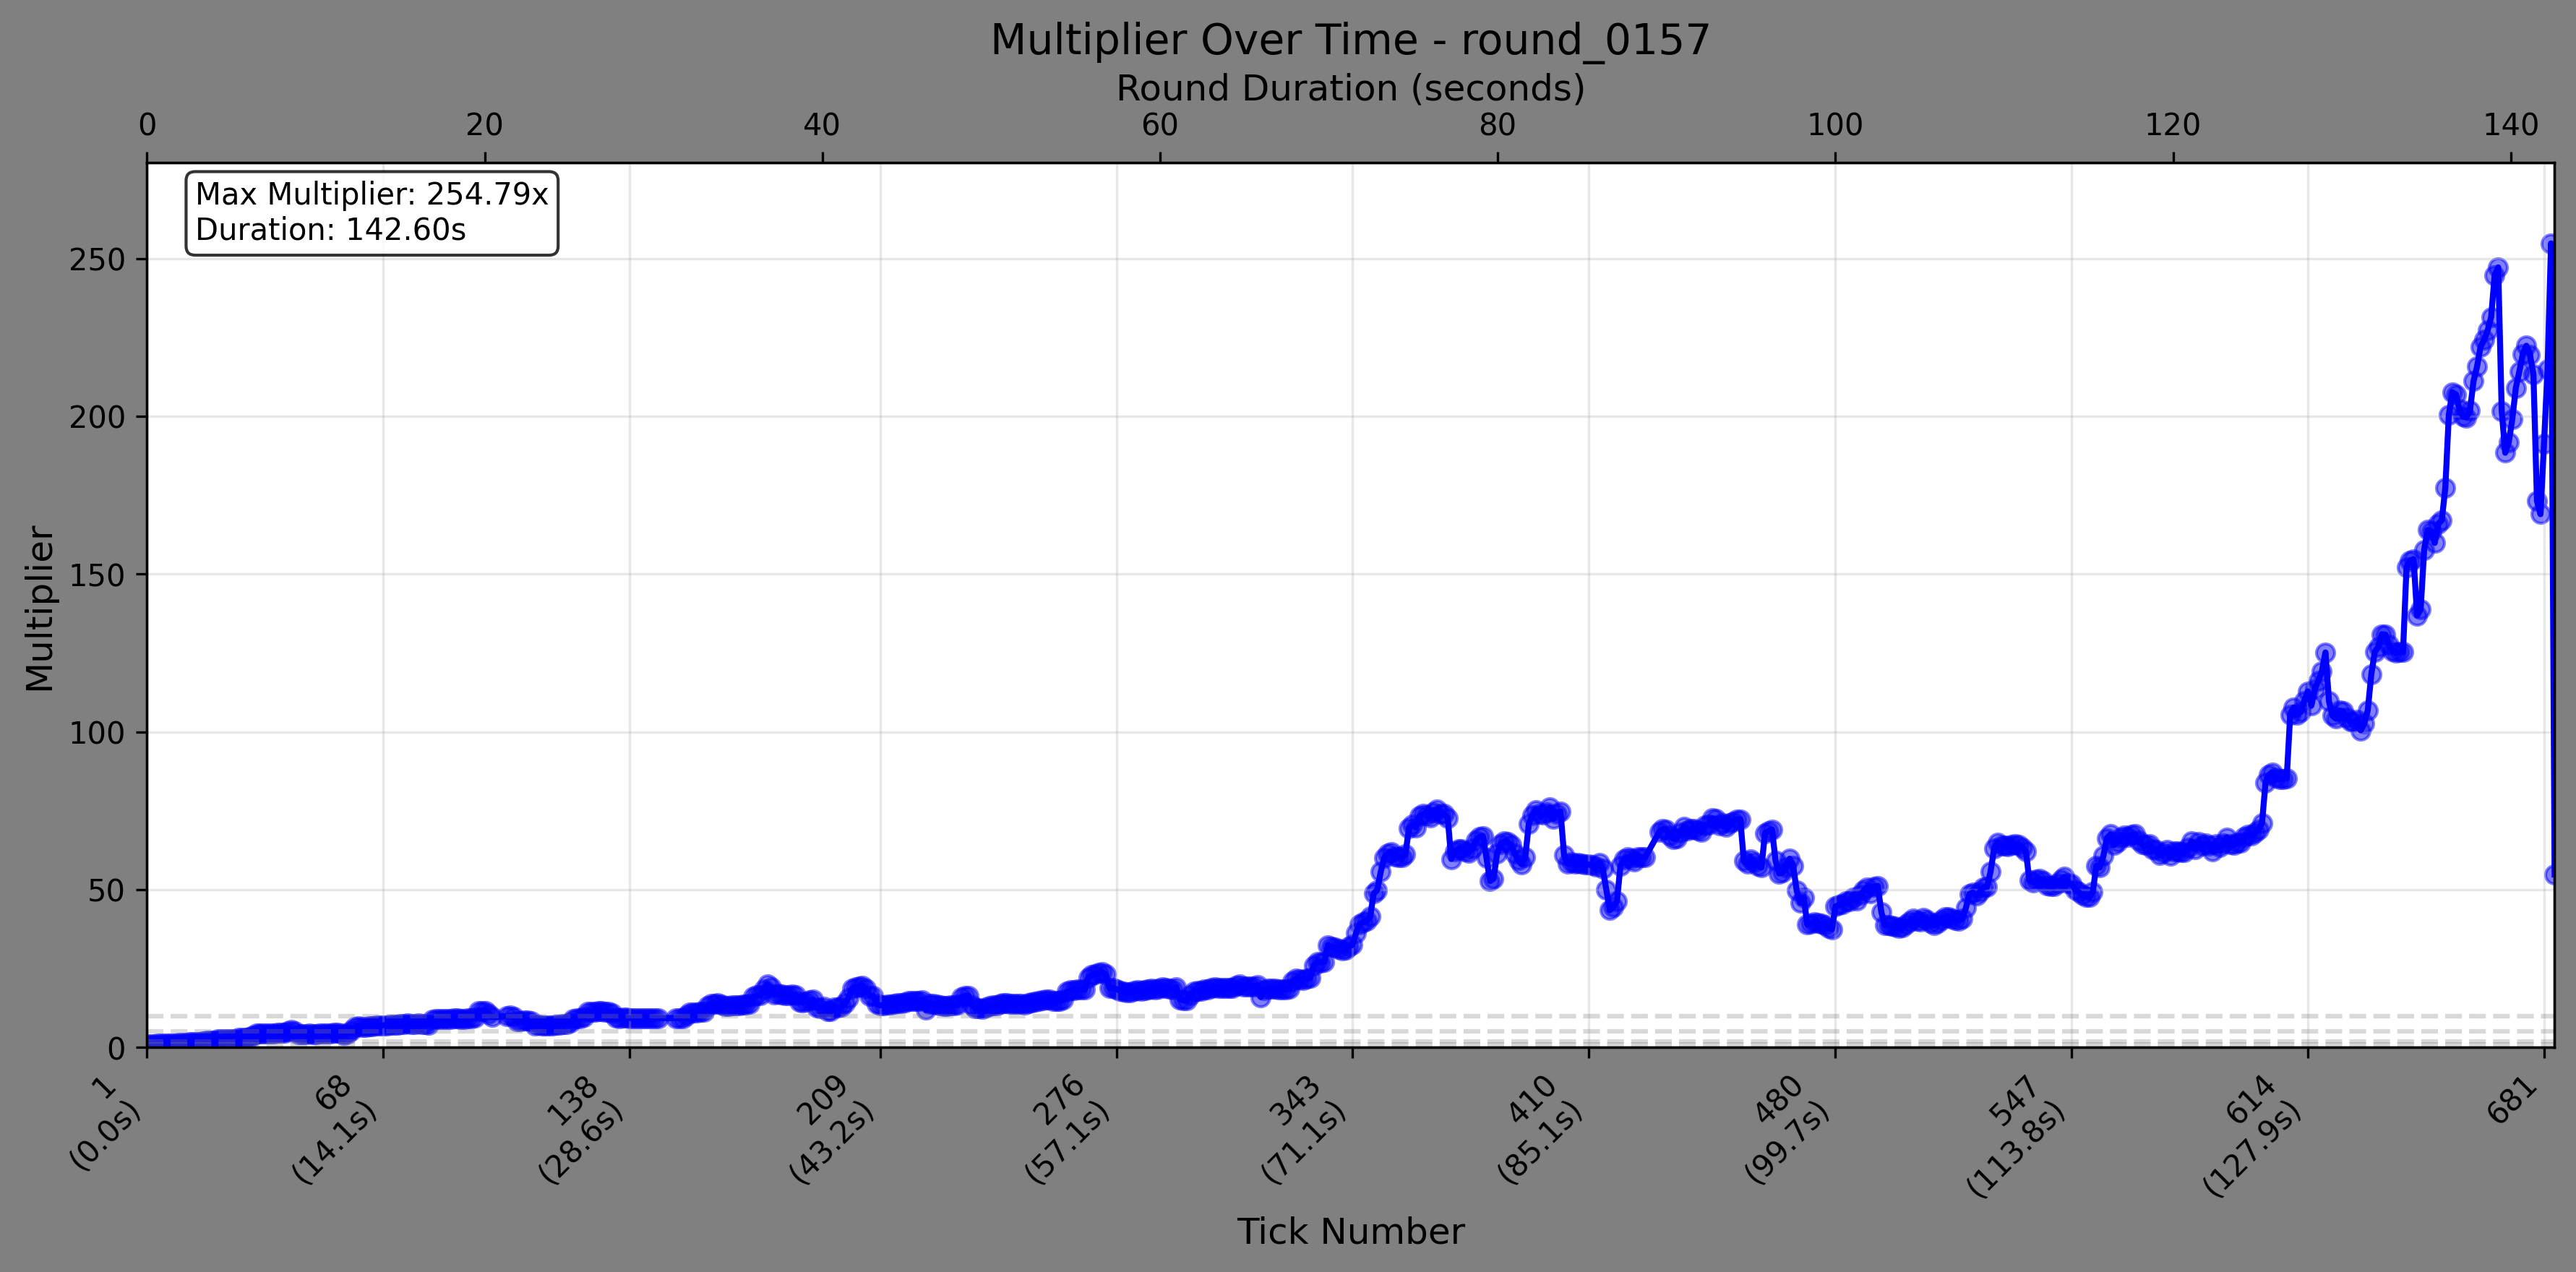 Multiplier Over Time - round_0157
Round Duration (seconds)
0 20 40 60 80 100 120 140
Max Multiplier: 254.79x
Duration: 142.60s
Multiplier
250
200
150
100
50
0
1
(0.0s)
68
(14.1s)
138
(28.6s)
209
(43.2s)
276
(57.1s)
343
(71.1s)
410
(85.1s)
480
(99.7s)
547
(113.8s)
614
(127.9s)
681
Tick Number